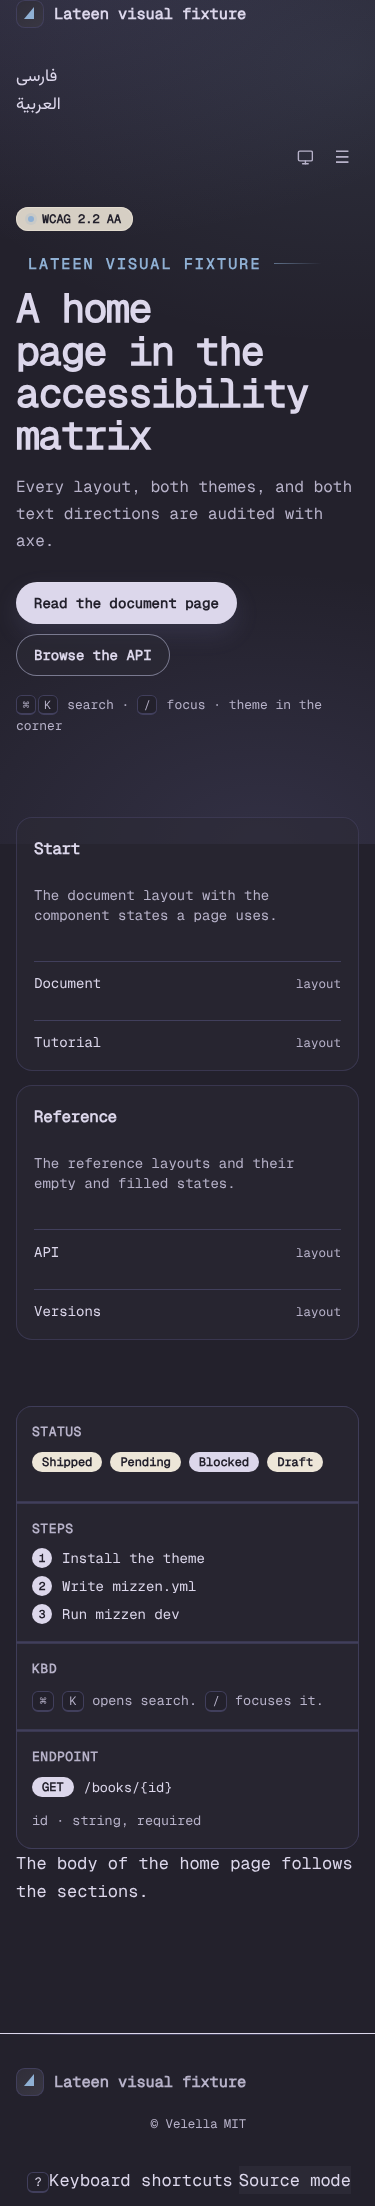 Lateen visual fixture
فارسی
العربية
WCAG 2.2 AA
LATEEN VISUAL FIXTURE
A home
page in the
accessibility
matrix
Every layout, both themes, and both
text directions are audited with
axe.
Read the document page
Browse the API
⌘ K search · / focus · theme in the
corner
Start
The document layout with the
component states a page uses.
Document layout
Tutorial layout
Reference
The reference layouts and their
empty and filled states.
API layout
Versions layout
STATUS
Shipped Pending Blocked Draft
STEPS
1 Install the theme
2 Write mizzen.yml
3 Run mizzen dev
KBD
⌘ K opens search. / focuses it.
ENDPOINT
GET /books/{id}
id · string, required
The body of the home page follows
the sections.
Lateen visual fixture
© Velella MIT
? Keyboard shortcuts Source mode